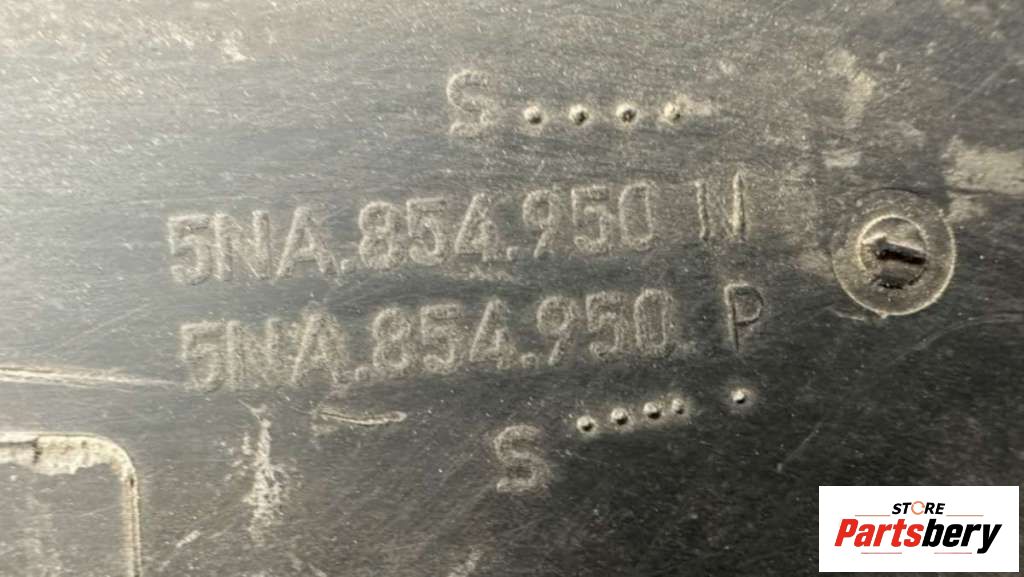 S
5NA.854.950 N
5NA.854.950. P
S
STORE
Partsbery